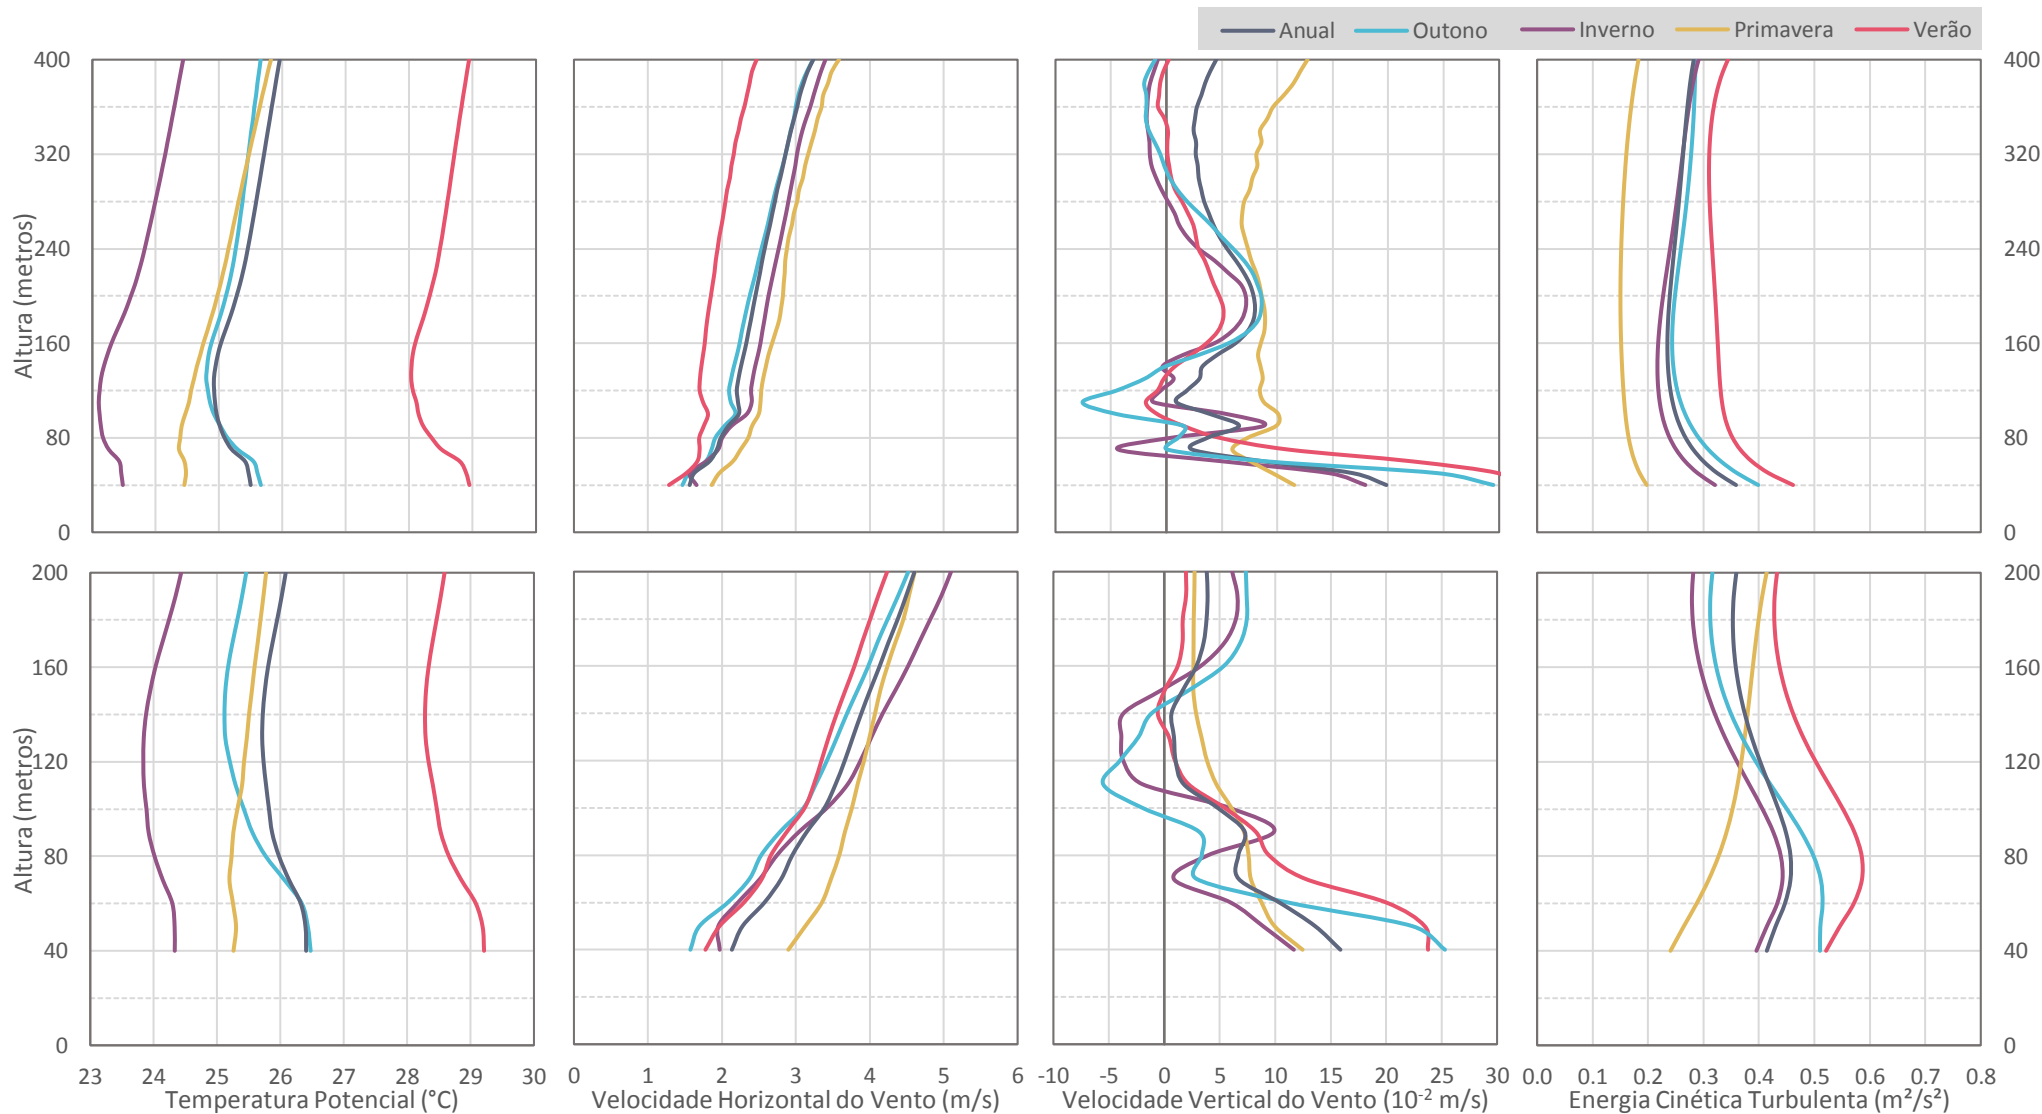 Anual Outono Inverno Primavera Verão
400 400
320 320
240 240
160 160
80 80
0 0
Altura (metros)
200 200
160 160
120 120
80 80
40 40
0 0
Altura (metros)
23 24 25 26 28 29 30 0 1 2 3 4 5 6 -10 -5 0 5 10 15 20 25 30 0.0 0.1 0.2 0.3 0.4 0.5 0.6 0.7 0.8
Temperatura Potencial (°C) Velocidade Horizontal do Vento (m/s) Velocidade Vertical do Vento (10⁻² m/s) Energia Cinética Turbulenta (m²/s²)